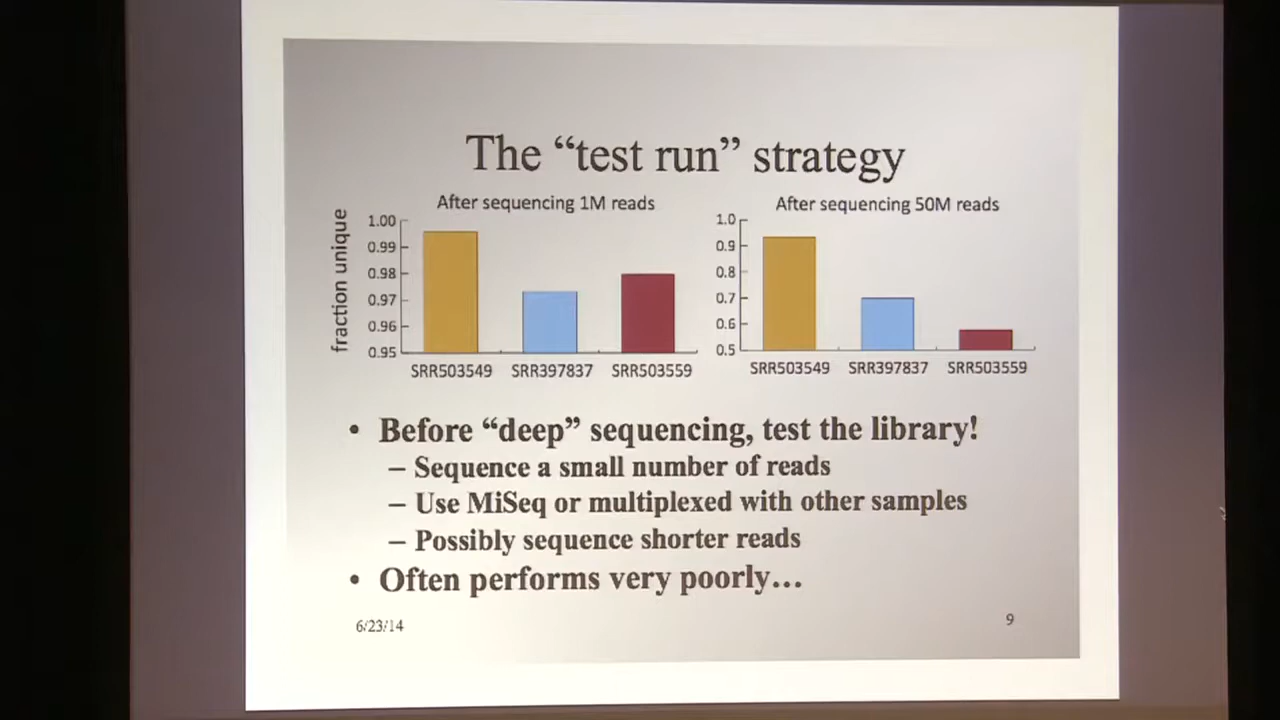 The “test run” strategy
After sequencing 1M reads
fraction unique
1.00
0.99
0.98
0.97
0.96
0.95
SRR503549 SRR397837 SRR503559
After sequencing 50M reads
1.0
0.9
0.8
0.7
0.6
0.5
SRR503549 SRR397837 SRR503559
• Before “deep” sequencing, test the library!
– Sequence a small number of reads
– Use MiSeq or multiplexed with other samples
– Possibly sequence shorter reads
• Often performs very poorly...
6/23/14
9